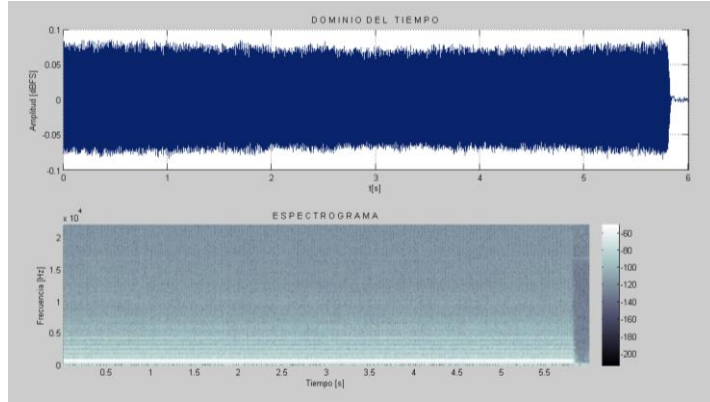 DOMINIO DEL TIEMPO
0.1
0.05
0
-0.05
-0.1
Amplitud [dBFS]
0 1 2 3 4 5 6
t[s]
ESPECTROGRAMA
x 10^4
2
1.5
1
0.5
0
Frecuencia [Hz]
0.5 1 1.5 2 2.5 3 3.5 4 4.5 5 5.5
Tiempo [s]
-60
-80
-100
-120
-140
-160
-180
-200